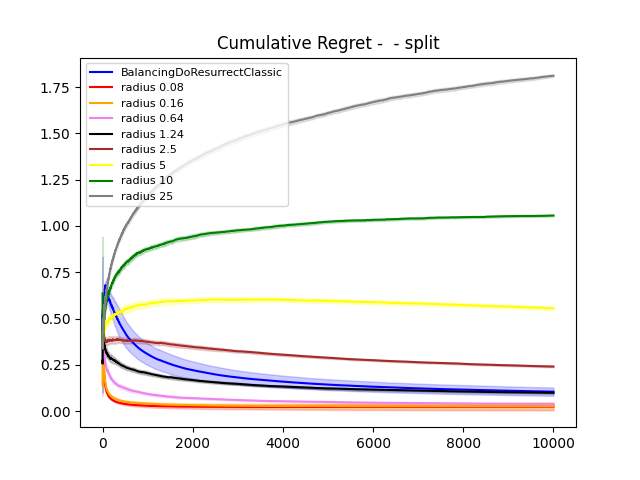 Cumulative Regret -  - split
BalancingDoResurrectClassic
radius 0.08
radius 0.16
radius 0.64
radius 1.24
radius 2.5
radius 5
radius 10
radius 25
1.75
1.50
1.25
1.00
0.75
0.50
0.25
0.00
0 2000 4000 6000 8000 10000